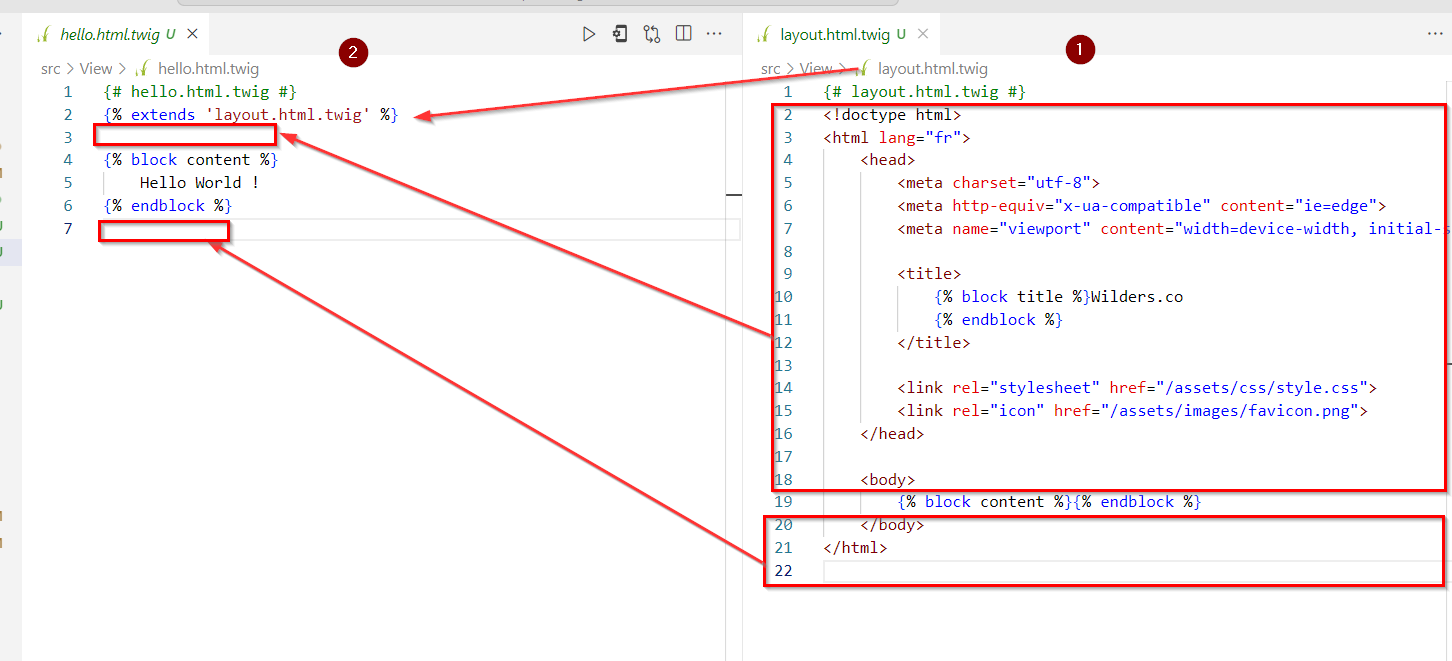 hello.html.twig U
2
src > View > hello.html.twig
1 {# hello.html.twig #}
2 {% extends 'layout.html.twig' %}
3
4 {% block content %}
5 Hello World !
6 {% endblock %}
7
layout.html.twig U
1
src > View > layout.html.twig
1 {# layout.html.twig #}
2 <!doctype html>
3 <html lang="fr">
4 <head>
5 <meta charset="utf-8">
6 <meta http-equiv="x-ua-compatible" content="ie=edge">
7 <meta name="viewport" content="width=device-width, initial-s
8
9 <title>
10 {% block title %}Wilders.co
11 {% endblock %}
12 </title>
13
14 <link rel="stylesheet" href="/assets/css/style.css">
15 <link rel="icon" href="/assets/images/favicon.png">
16 </head>
17
18 <body>
19 {% block content %}{% endblock %}
20 </body>
21 </html>
22